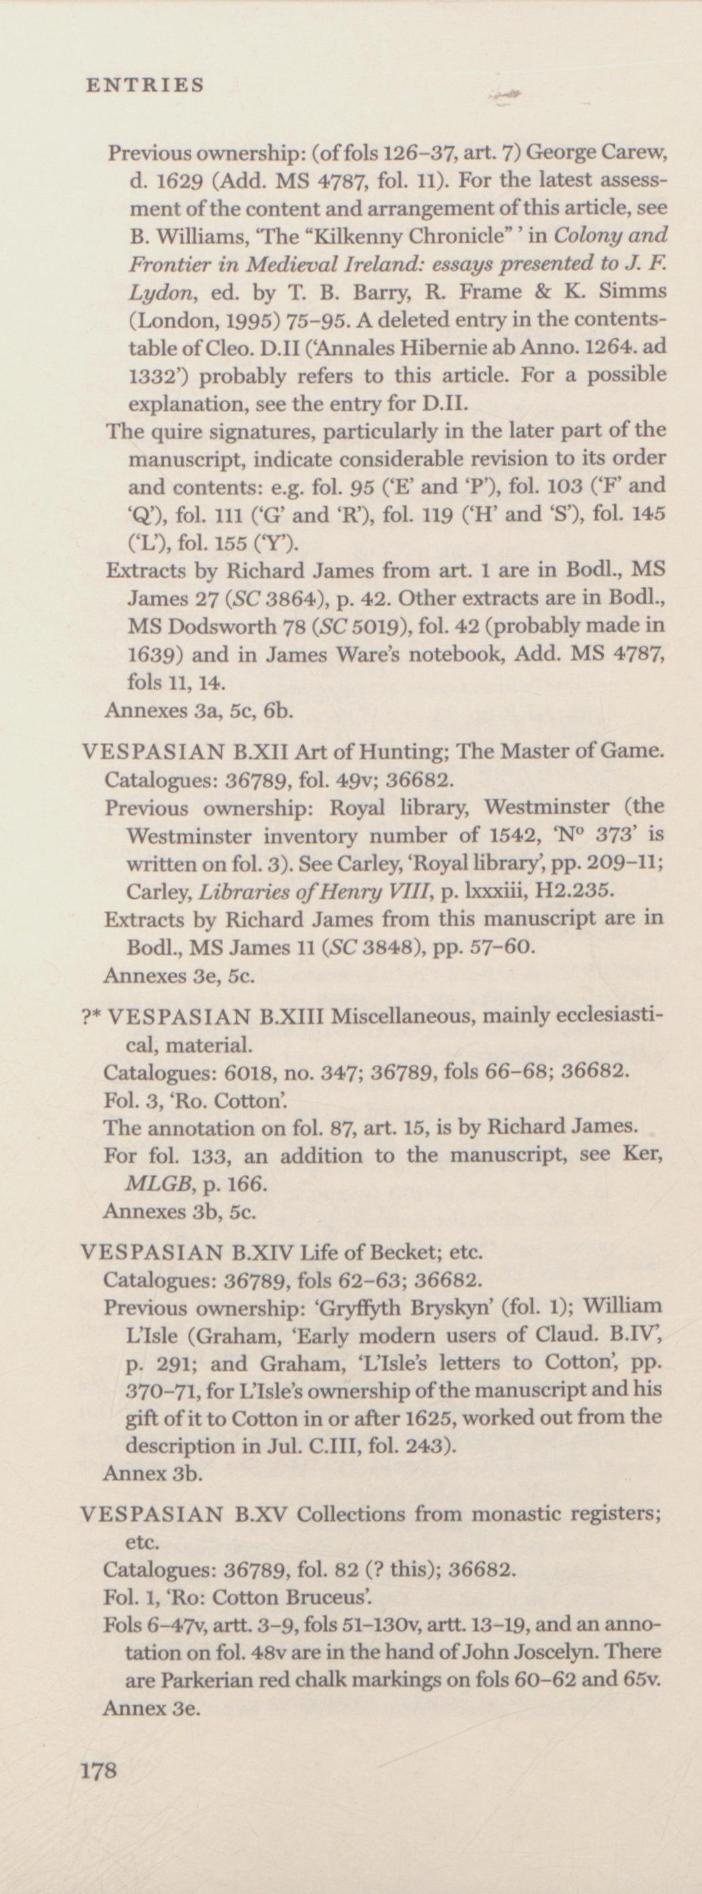 ENTRIES
Previous ownership: (of fols 126–37, art. 7) George Carew,
d. 1629 (Add. MS 4787, fol. 11). For the latest assess-
ment of the content and arrangement of this article, see
B. Williams, ‘The “Kilkenny Chronicle” ’ in Colony and
Frontier in Medieval Ireland: essays presented to J. F.
Lydon, ed. by T. B. Barry, R. Frame & K. Simms
(London, 1995) 75–95. A deleted entry in the contents-
table of Cleo. D.II (‘Annales Hibernie ab Anno. 1264. ad
1332’) probably refers to this article. For a possible
explanation, see the entry for D.II.
The quire signatures, particularly in the later part of the
manuscript, indicate considerable revision to its order
and contents: e.g. fol. 95 (‘E’ and ‘P’), fol. 103 (‘F’ and
‘Q’), fol. 111 (‘G’ and ‘R’), fol. 119 (‘H’ and ‘S’), fol. 145
(‘L’), fol. 155 (‘Y’).
Extracts by Richard James from art. 1 are in Bodl., MS
James 27 (SC 3864), p. 42. Other extracts are in Bodl.,
MS Dodsworth 78 (SC 5019), fol. 42 (probably made in
1639) and in James Ware’s notebook, Add. MS 4787,
fols 11, 14.
Annexes 3a, 5c, 6b.
VESPASIAN B.XII Art of Hunting; The Master of Game.
Catalogues: 36789, fol. 49v; 36682.
Previous ownership: Royal library, Westminster (the
Westminster inventory number of 1542, ‘Nº 373’ is
written on fol. 3). See Carley, ‘Royal library’, pp. 209–11;
Carley, Libraries of Henry VIII, p. lxxxiii, H2.235.
Extracts by Richard James from this manuscript are in
Bodl., MS James 11 (SC 3848), pp. 57–60.
Annexes 3e, 5c.
?* VESPASIAN B.XIII Miscellaneous, mainly ecclesiasti-
cal, material.
Catalogues: 6018, no. 347; 36789, fols 66–68; 36682.
Fol. 3, ‘Ro. Cotton’.
The annotation on fol. 87, art. 15, is by Richard James.
For fol. 133, an addition to the manuscript, see Ker,
MLGB, p. 166.
Annexes 3b, 5c.
VESPASIAN B.XIV Life of Becket; etc.
Catalogues: 36789, fols 62–63; 36682.
Previous ownership: ‘Gryffyth Bryskyn’ (fol. 1); William
L’Isle (Graham, ‘Early modern users of Claud. B.IV’,
p. 291; and Graham, ‘L’Isle’s letters to Cotton’, pp.
370–71, for L’Isle’s ownership of the manuscript and his
gift of it to Cotton in or after 1625, worked out from the
description in Jul. C.III, fol. 243).
Annex 3b.
VESPASIAN B.XV Collections from monastic registers;
etc.
Catalogues: 36789, fol. 82 (? this); 36682.
Fol. 1, ‘Ro: Cotton Bruceus’.
Fols 6–47v, artt. 3–9, fols 51–130v, artt. 13–19, and an anno-
tation on fol. 48v are in the hand of John Joscelyn. There
are Parkerian red chalk markings on fols 60–62 and 65v.
Annex 3e.
178